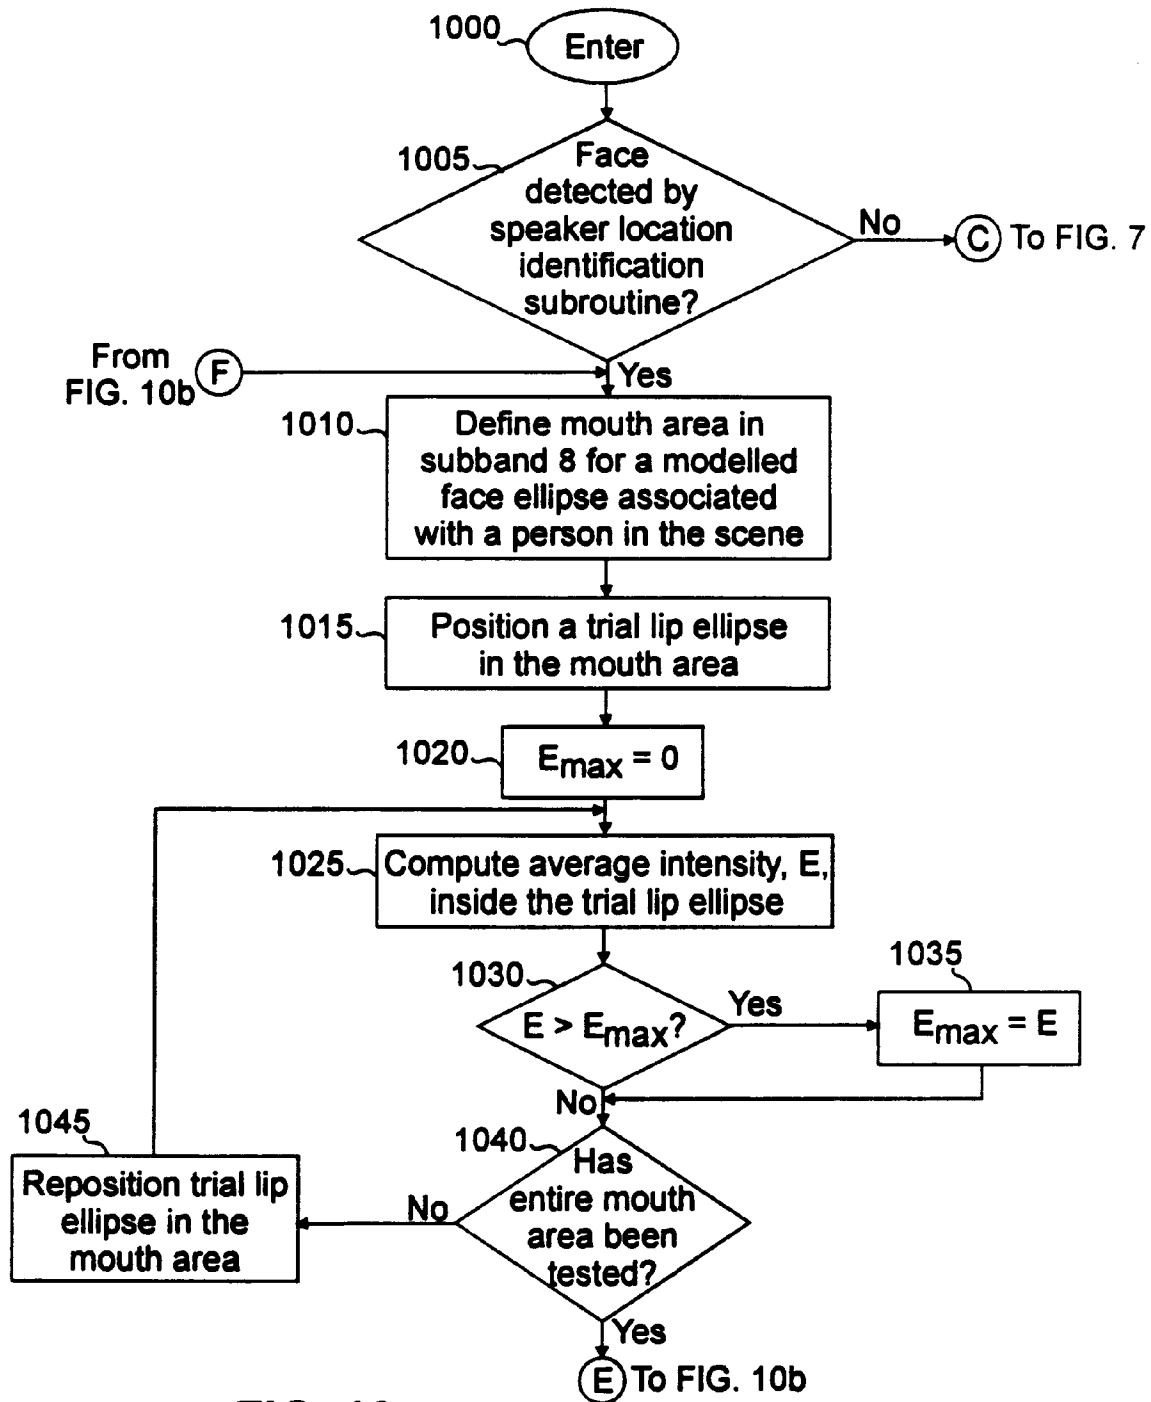 1000
Enter
1005
Face
detected by
speaker location
identification
subroutine?
No
C To FIG. 7
From
FIG. 10b
F
Yes
1010
Define mouth area in
subband 8 for a modelled
face ellipse associated
with a person in the scene
1015
Position a trial lip ellipse
in the mouth area
1020
Emax = 0
1025
Compute average intensity, E,
inside the trial lip ellipse
1030
E > Emax?
Yes
1035
Emax = E
No
1040
Has
entire mouth
area been
tested?
No
1045
Reposition trial lip
ellipse in the
mouth area
Yes
E To FIG. 10b